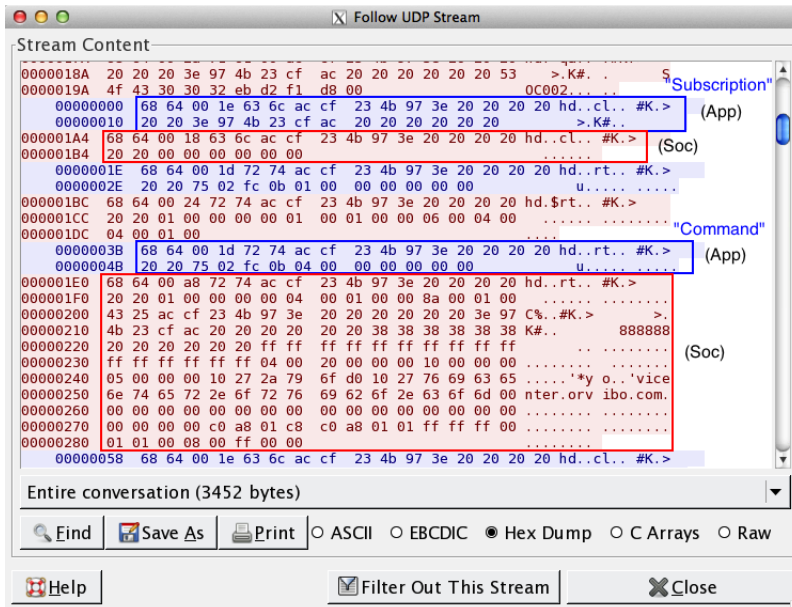 Follow UDP Stream
Stream Content
0000018A 20 20 20 3e 97 4b 23 cf ac 20 20 20 20 20 20 53 >.K#. . S
0000019A 4f 43 30 30 32 eb d2 f1 d8 00 OC002... ..
"Subscription"
00000000 68 64 00 1e 63 6c ac cf 23 4b 97 3e 20 20 20 20 hd..cl.. #K.>
(App)
00000010 20 20 3e 97 4b 23 cf ac 20 20 20 20 20 20 >.K#..
000001A4 68 64 00 18 63 6c ac cf 23 4b 97 3e 20 20 20 20 hd..cl.. #K.>
(Soc)
000001B4 20 20 00 00 00 00 00 00 ......
0000001E 68 64 00 1d 72 74 ac cf 23 4b 97 3e 20 20 20 20 hd..rt.. #K.>
0000002E 20 20 75 02 fc 0b 01 00 00 00 00 00 00 u..... .....
000001BC 68 64 00 24 72 74 ac cf 23 4b 97 3e 20 20 20 20 hd.$rt.. #K.>
000001CC 20 20 01 00 00 00 00 01 00 01 00 00 06 00 04 00 ...... ........
000001DC 04 00 01 00 ....
"Command"
0000003B 68 64 00 1d 72 74 ac cf 23 4b 97 3e 20 20 20 20 hd..rt.. #K.>
(App)
0000004B 20 20 75 02 fc 0b 04 00 00 00 00 00 00 u..... .....
000001E0 68 64 00 a8 72 74 ac cf 23 4b 97 3e 20 20 20 20 hd..rt.. #K.>
000001F0 20 20 01 00 00 00 00 04 00 01 00 00 8a 00 01 00 ...... ........
00000200 43 25 ac cf 23 4b 97 3e 20 20 20 20 20 20 3e 97 C%..#K.> >.
00000210 4b 23 cf ac 20 20 20 20 20 20 38 38 38 38 38 38 K#.. 888888
00000220 20 20 20 20 20 20 ff ff ff ff ff ff ff ff ff ff .. ........
(Soc)
00000230 ff ff ff ff ff ff 04 00 20 00 00 00 10 00 00 00 ........ .......
00000240 05 00 00 00 10 27 2a 79 6f d0 10 27 76 69 63 65 .....'*y o..'vice
00000250 6e 74 65 72 2e 6f 72 76 69 62 6f 2e 63 6f 6d 00 nter.orv ibo.com.
00000260 00 00 00 00 00 00 00 00 00 00 00 00 00 00 00 00 ........ ........
00000270 00 00 00 00 c0 a8 01 c8 c0 a8 01 01 ff ff ff 00 ........ ........
00000280 01 01 00 08 00 ff 00 00 ........
00000058 68 64 00 1e 63 6c ac cf 23 4b 97 3e 20 20 20 20 hd..cl.. #K.>
Entire conversation (3452 bytes)
Find Save As Print ASCII EBCDIC Hex Dump C Arrays Raw
Help Filter Out This Stream Close